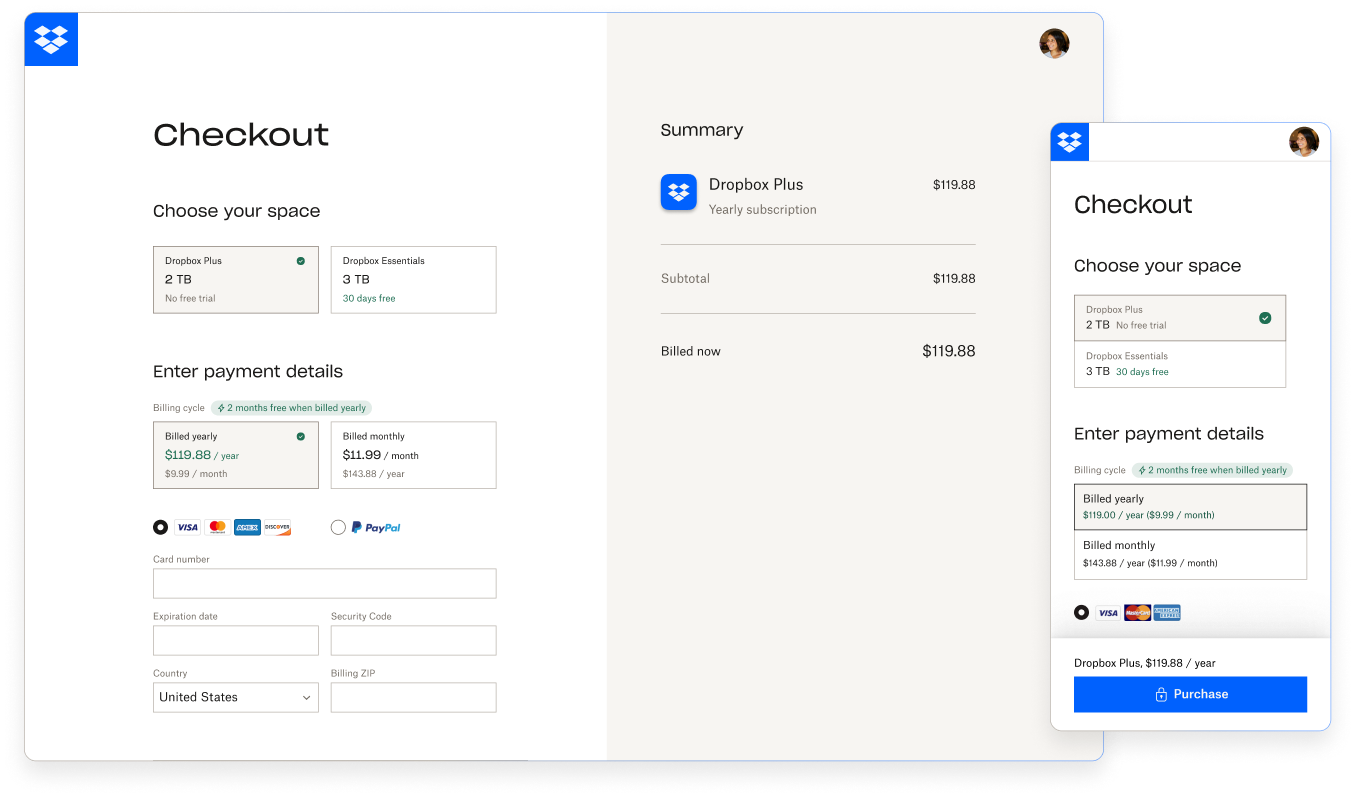 Checkout
Choose your space
Dropbox Plus
2 TB
No free trial
Dropbox Essentials
3 TB
30 days free
Enter payment details
Billing cycle 2 months free when billed yearly
Billed yearly
$119.88 / year
$9.99 / month
Billed monthly
$11.99 / month
$143.88 / year
VISA mastercard AMEX DISCOVER PayPal
Card number
Expiration date Security Code
Country Billing ZIP
United States
Summary
Dropbox Plus $119.88
Yearly subscription
Subtotal $119.88
Billed now $119.88
Checkout
Choose your space
Dropbox Plus
2 TB No free trial
Dropbox Essentials
3 TB 30 days free
Enter payment details
Billing cycle 2 months free when billed yearly
Billed yearly
$119.00 / year ($9.99 / month)
Billed monthly
$143.88 / year ($11.99 / month)
VISA MasterCard AMERICAN EXPRESS
Dropbox Plus, $119.88 / year
Purchase